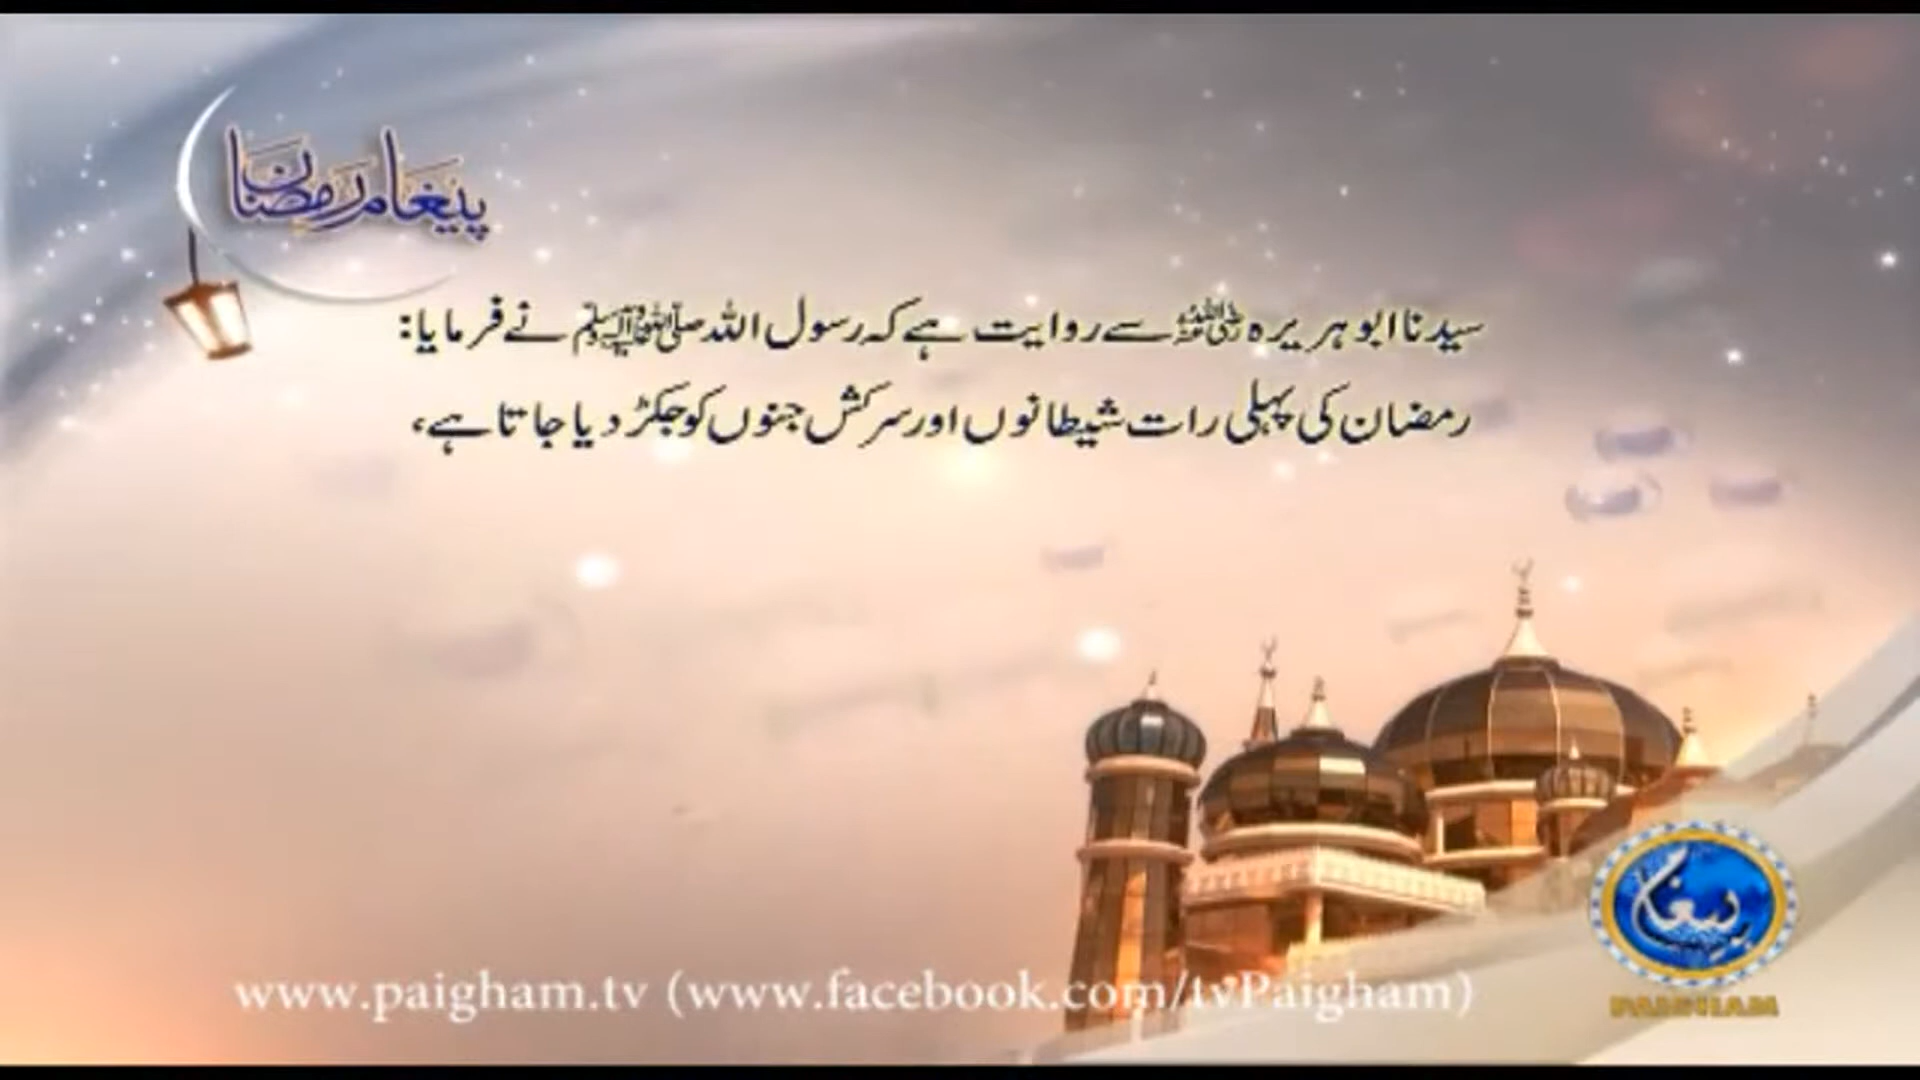 پیغام رمضان
سیدنا ابو ہریرہ رضی اللہ عنہ سے روایت ہے کہ رسول اللہ صلی اللہ علیہ وسلم نے فرمایا:
رمضان کی پہلی رات شیطانوں اور سرکش جنوں کو جکڑ دیا جاتا ہے،
پیغام
PAIGHAM
www.paigham.tv (www.facebook.com/tvPaigham)